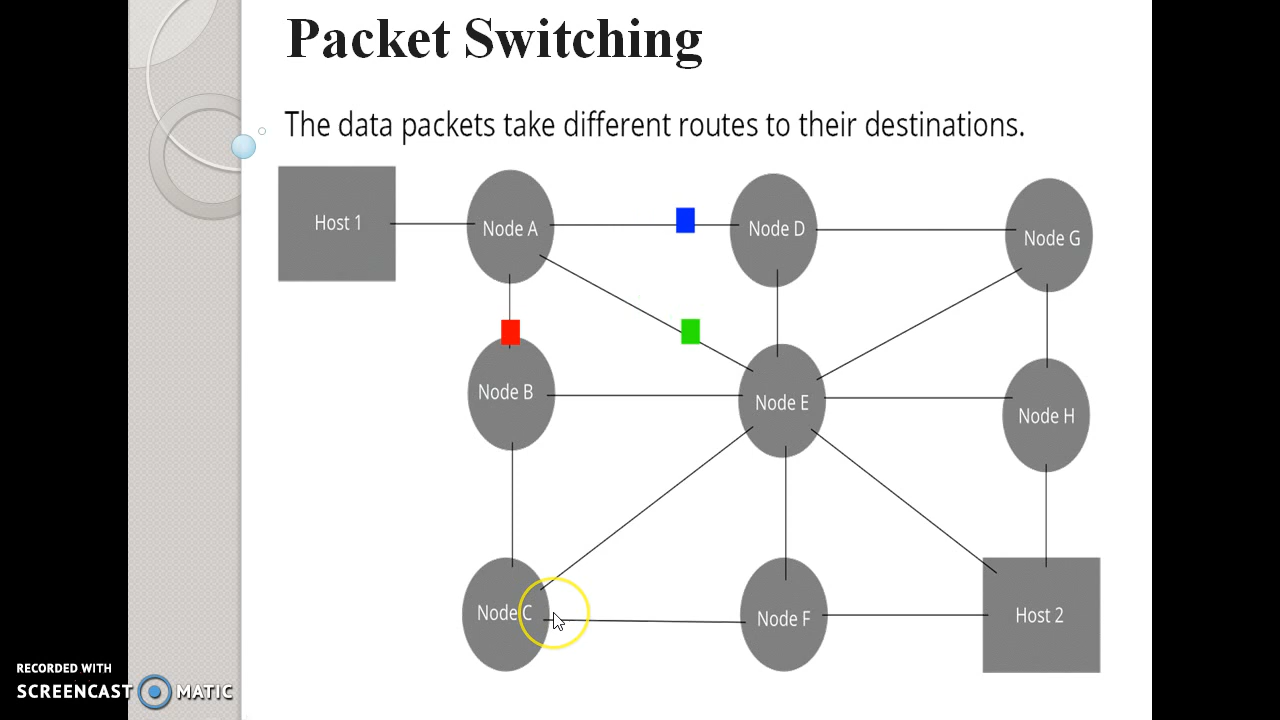 Packet Switching
The data packets take different routes to their destinations.
Host 1
Node A
Node D
Node G
Node B
Node E
Node H
Node C
Node F
Host 2
RECORDED WITH
SCREENCAST MATIC